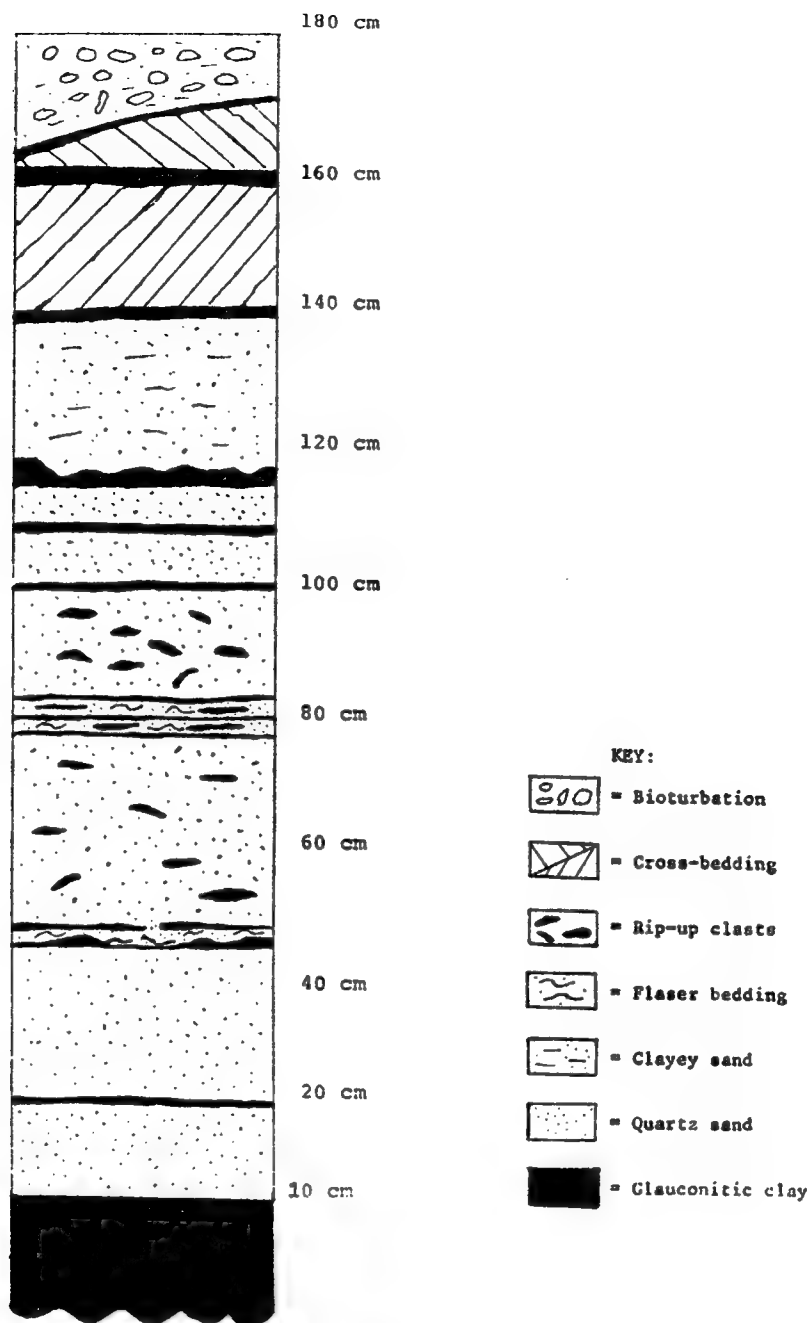 180 cm
160 cm
140 cm
120 cm
100 cm
80 cm
60 cm
40 cm
20 cm
10 cm
KEY:
= Bioturbation
= Cross-bedding
= Rip-up clasts
= Flaser bedding
= Clayey sand
= Quartz sand
= Glauconitic clay